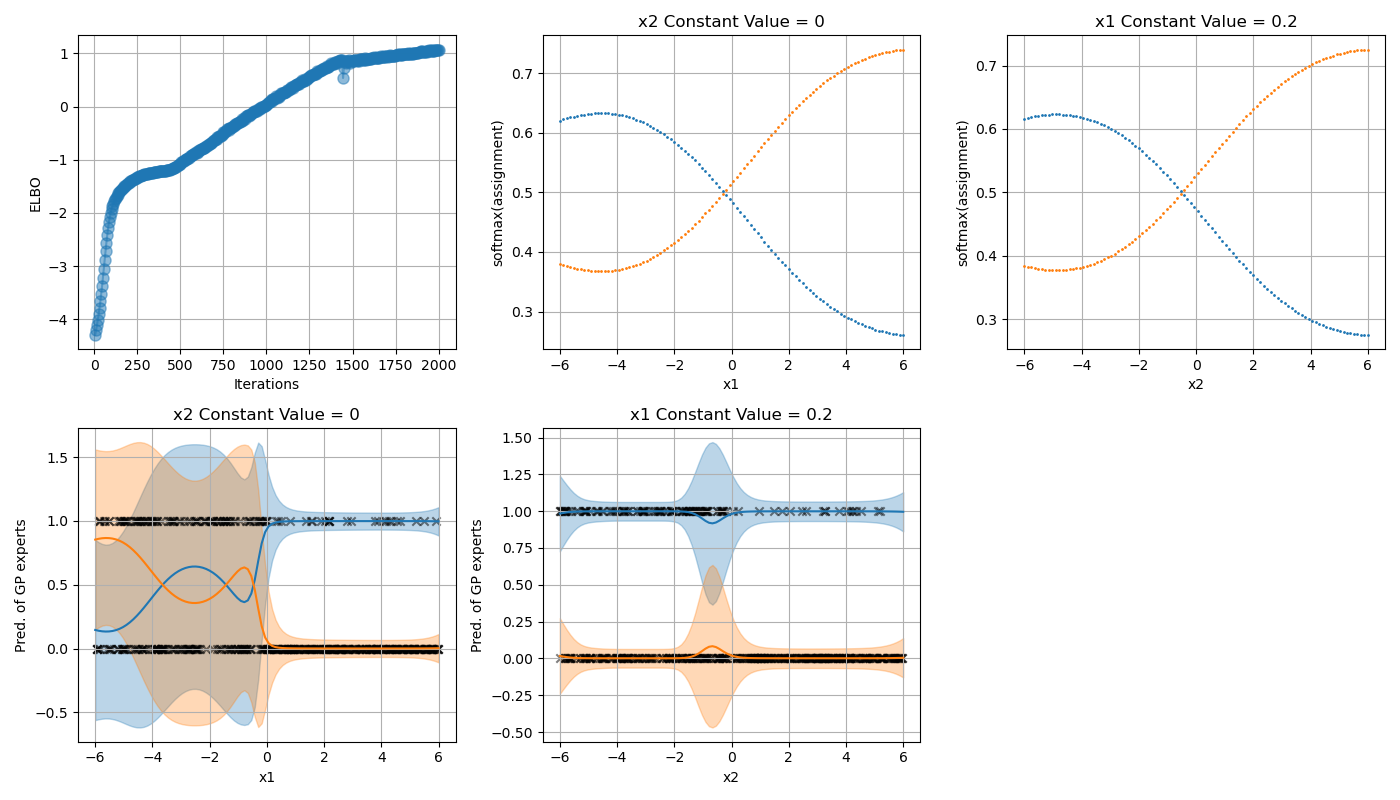 1
0
−1
−2
−3
−4
ELBO
0 250 500 750 1000 1250 1500 1750 2000
Iterations
x2 Constant Value = 0
0.7
0.6
0.5
0.4
0.3
softmax(assignment)
−6 −4 −2 0 2 4 6
x1
x1 Constant Value = 0.2
0.7
0.6
0.5
0.4
0.3
softmax(assignment)
−6 −4 −2 0 2 4 6
x2
x2 Constant Value = 0
1.5
1.0
0.5
0.0
−0.5
Pred. of GP experts
−6 −4 −2 0 2 4 6
x1
x1 Constant Value = 0.2
1.50
1.25
1.00
0.75
0.50
0.25
0.00
−0.25
−0.50
Pred. of GP experts
−6 −4 −2 0 2 4 6
x2